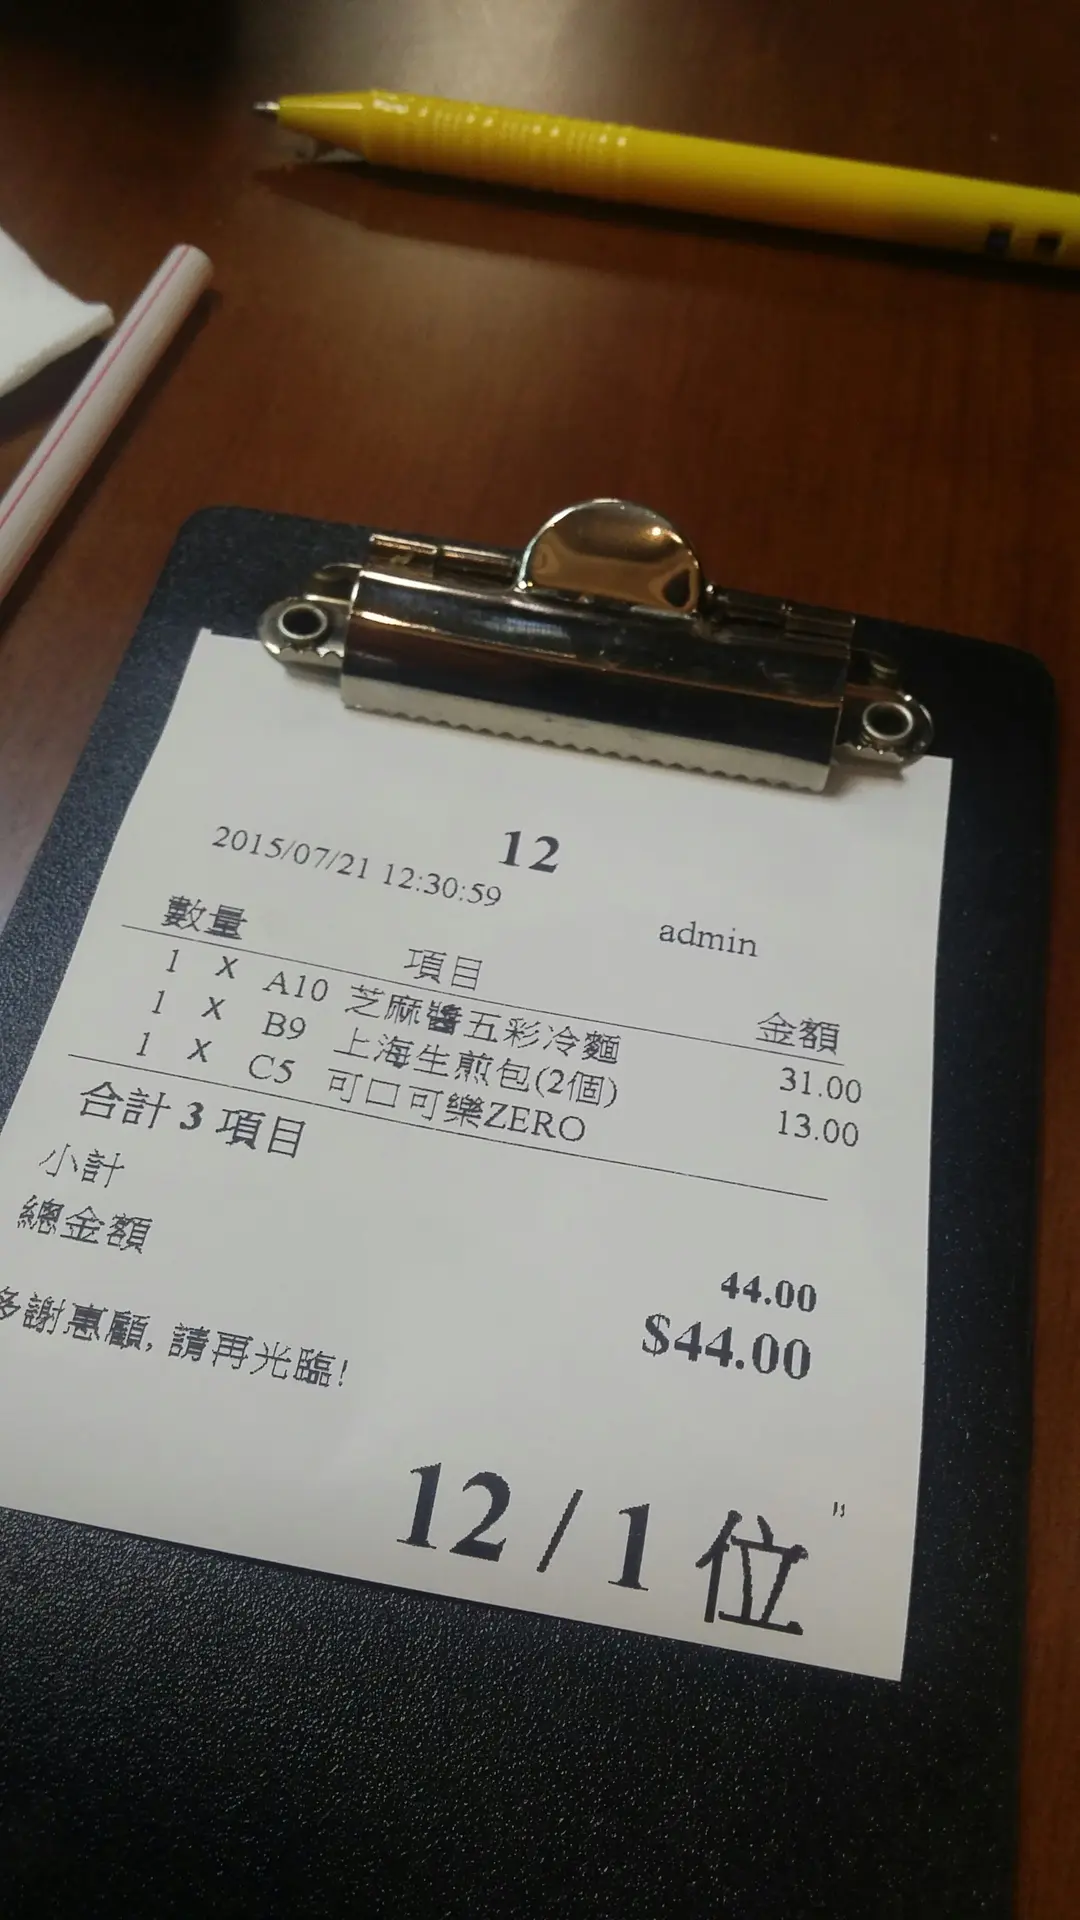 12
2015/07/21 12:30:59
admin
數量 項目 金額
1 X A10 芝麻醬五彩冷麵 31.00
1 X B9 上海生煎包(2個) 13.00
1 X C5 可口可樂ZERO
合計 3 項目
小計 44.00
總金額 $44.00
多謝惠顧, 請再光臨!
12 / 1 位